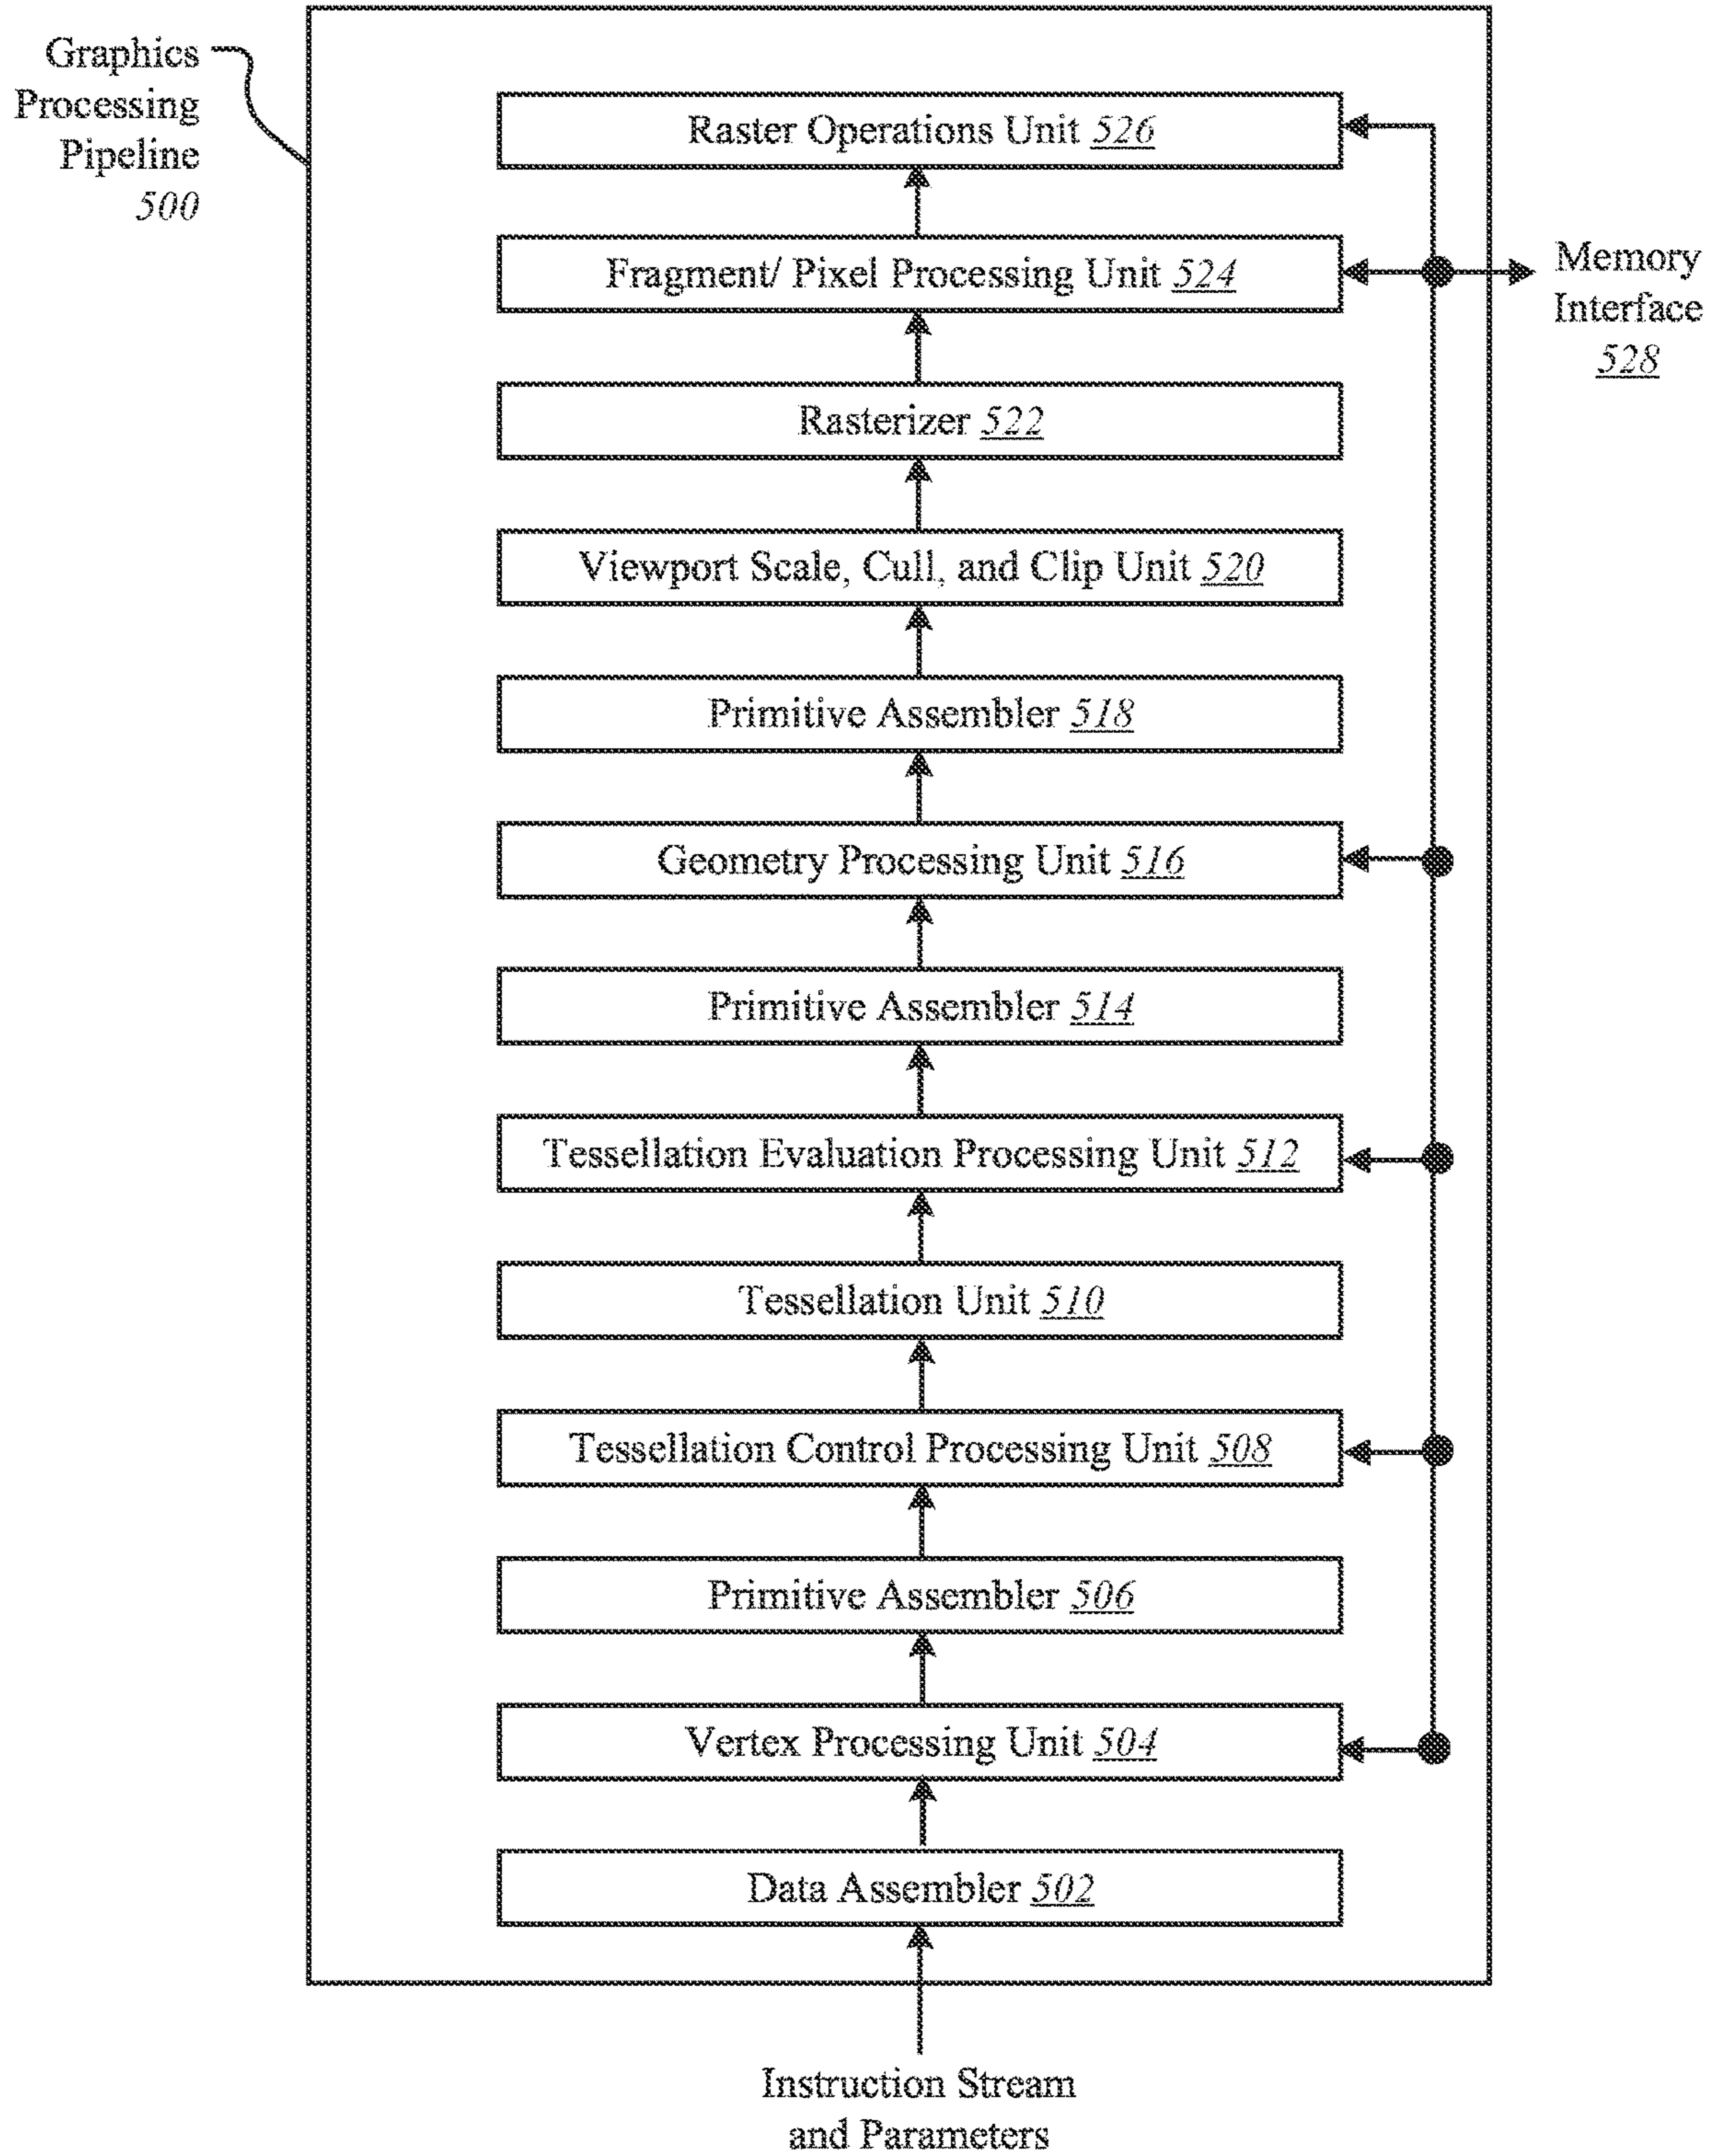 Graphics
Processing
Pipeline
500
Raster Operations Unit 526
Fragment/ Pixel Processing Unit 524
Memory
Interface
528
Rasterizer 522
Viewport Scale, Cull, and Clip Unit 520
Primitive Assembler 518
Geometry Processing Unit 516
Primitive Assembler 514
Tessellation Evaluation Processing Unit 512
Tessellation Unit 510
Tessellation Control Processing Unit 508
Primitive Assembler 506
Vertex Processing Unit 504
Data Assembler 502
Instruction Stream
and Parameters